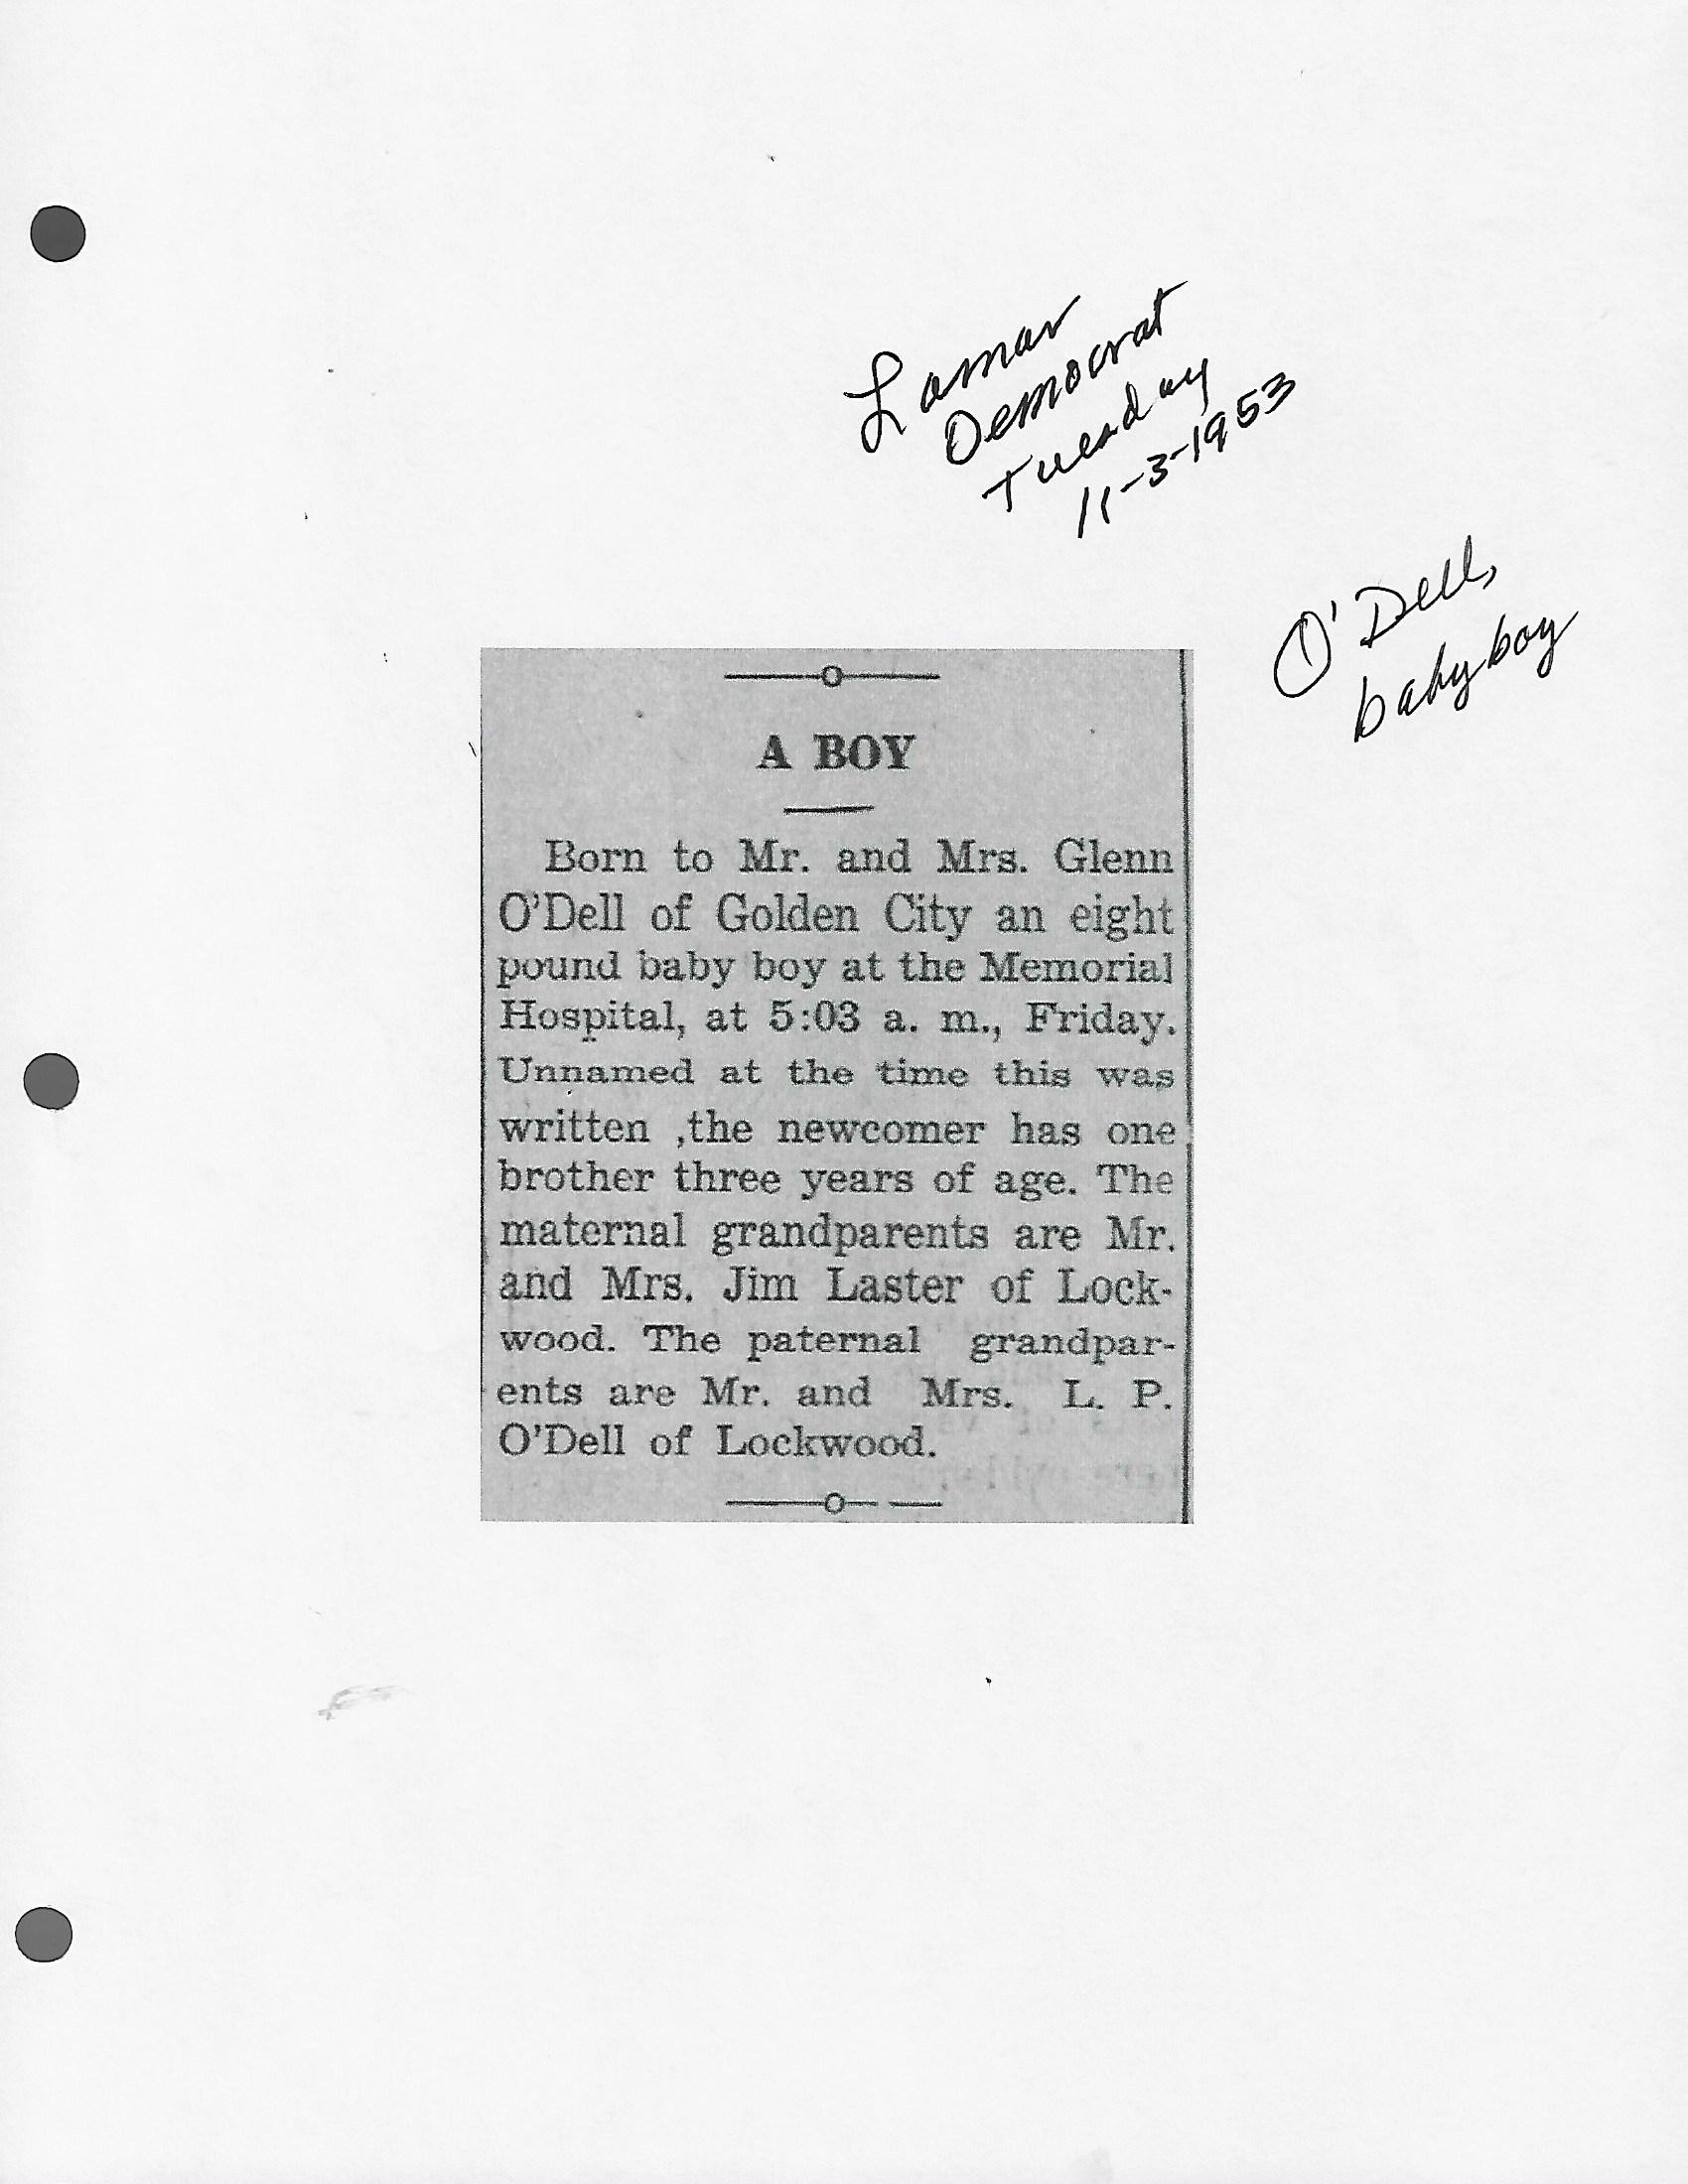 Lamar
Democrat
Tuesday
11-3-1953
O'Dell,
baby boy
A BOY
Born to Mr. and Mrs. Glenn
O'Dell of Golden City an eight
pound baby boy at the Memorial
Hospital, at 5:03 a. m., Friday.
Unnamed at the time this was
written ,the newcomer has one
brother three years of age. The
maternal grandparents are Mr.
and Mrs. Jim Laster of Lock-
wood. The paternal grandpar-
ents are Mr. and Mrs. L. P.
O'Dell of Lockwood.